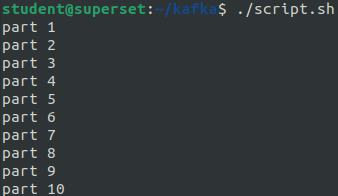 student@superset:~/kafka$ ./script.sh
part 1
part 2
part 3
part 4
part 5
part 6
part 7
part 8
part 9
part 10